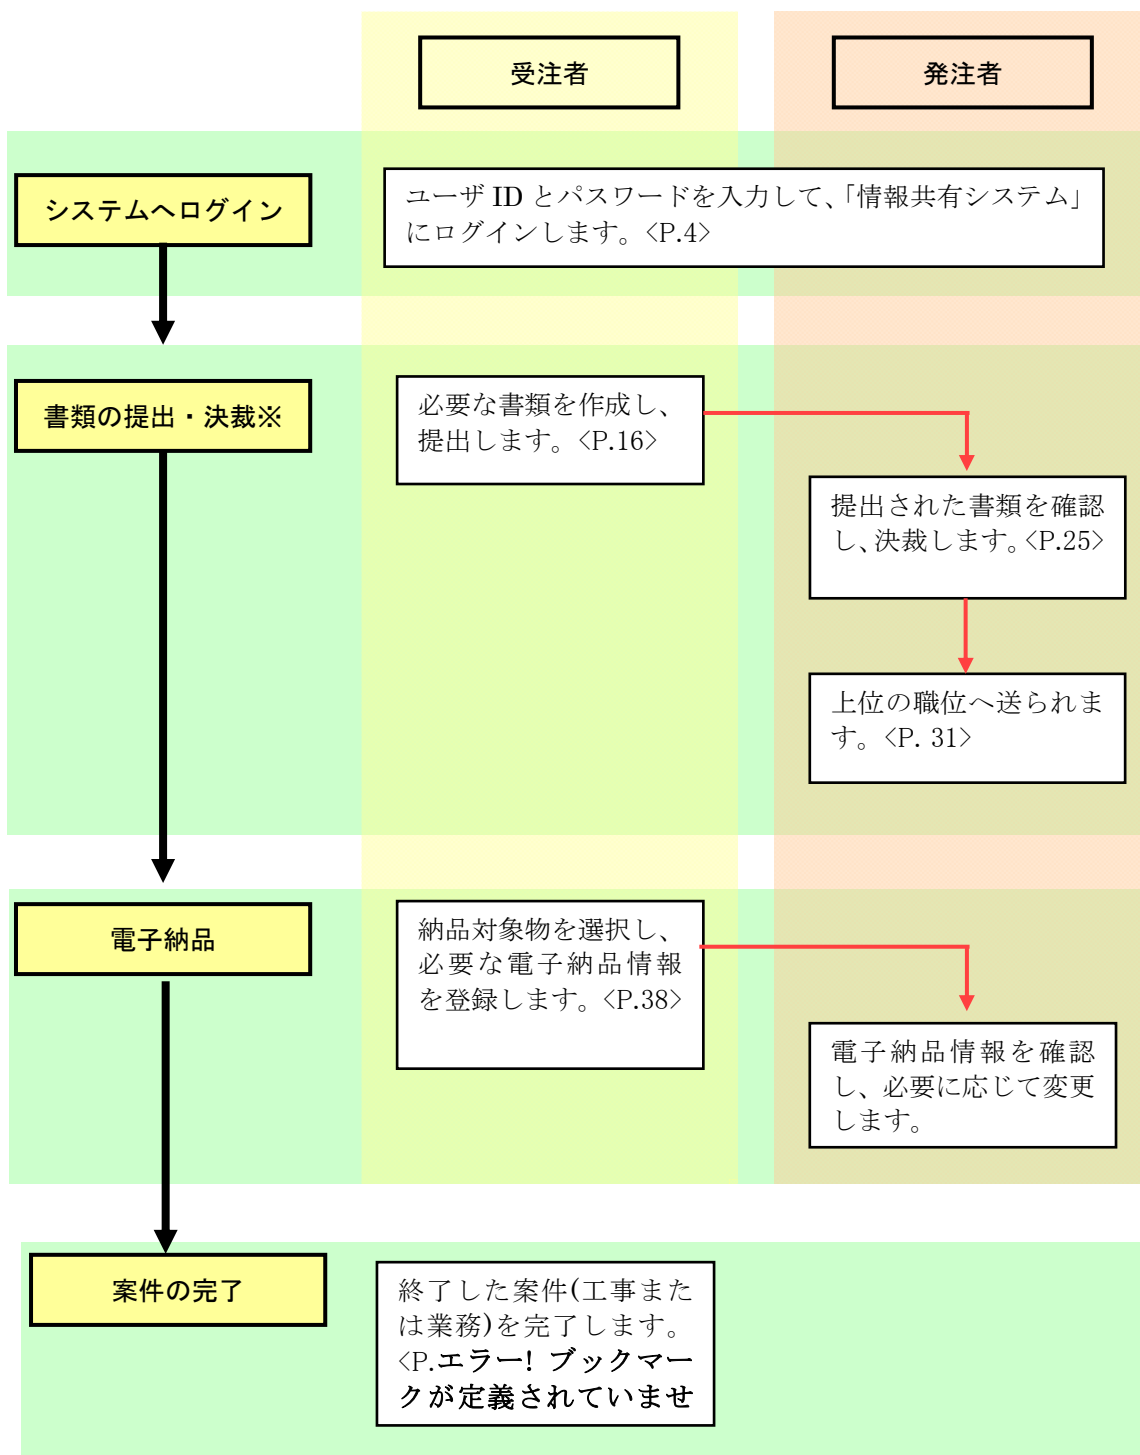 受注者
発注者
システムへログイン
ユーザ ID とパスワードを入力して、「情報共有システム」
にログインします。<P.4>
書類の提出・決裁※
必要な書類を作成し、
提出します。<P.16>
提出された書類を確認
し、決裁します。<P.25>
上位の職位へ送られま
す。<P. 31>
電子納品
納品対象物を選択し、
必要な電子納品情報
を登録します。<P.38>
電子納品情報を確認
し、必要に応じて変更
します。
案件の完了
終了した案件(工事また
は業務)を完了します。
<P.エラー! ブックマー
クが定義されていませ